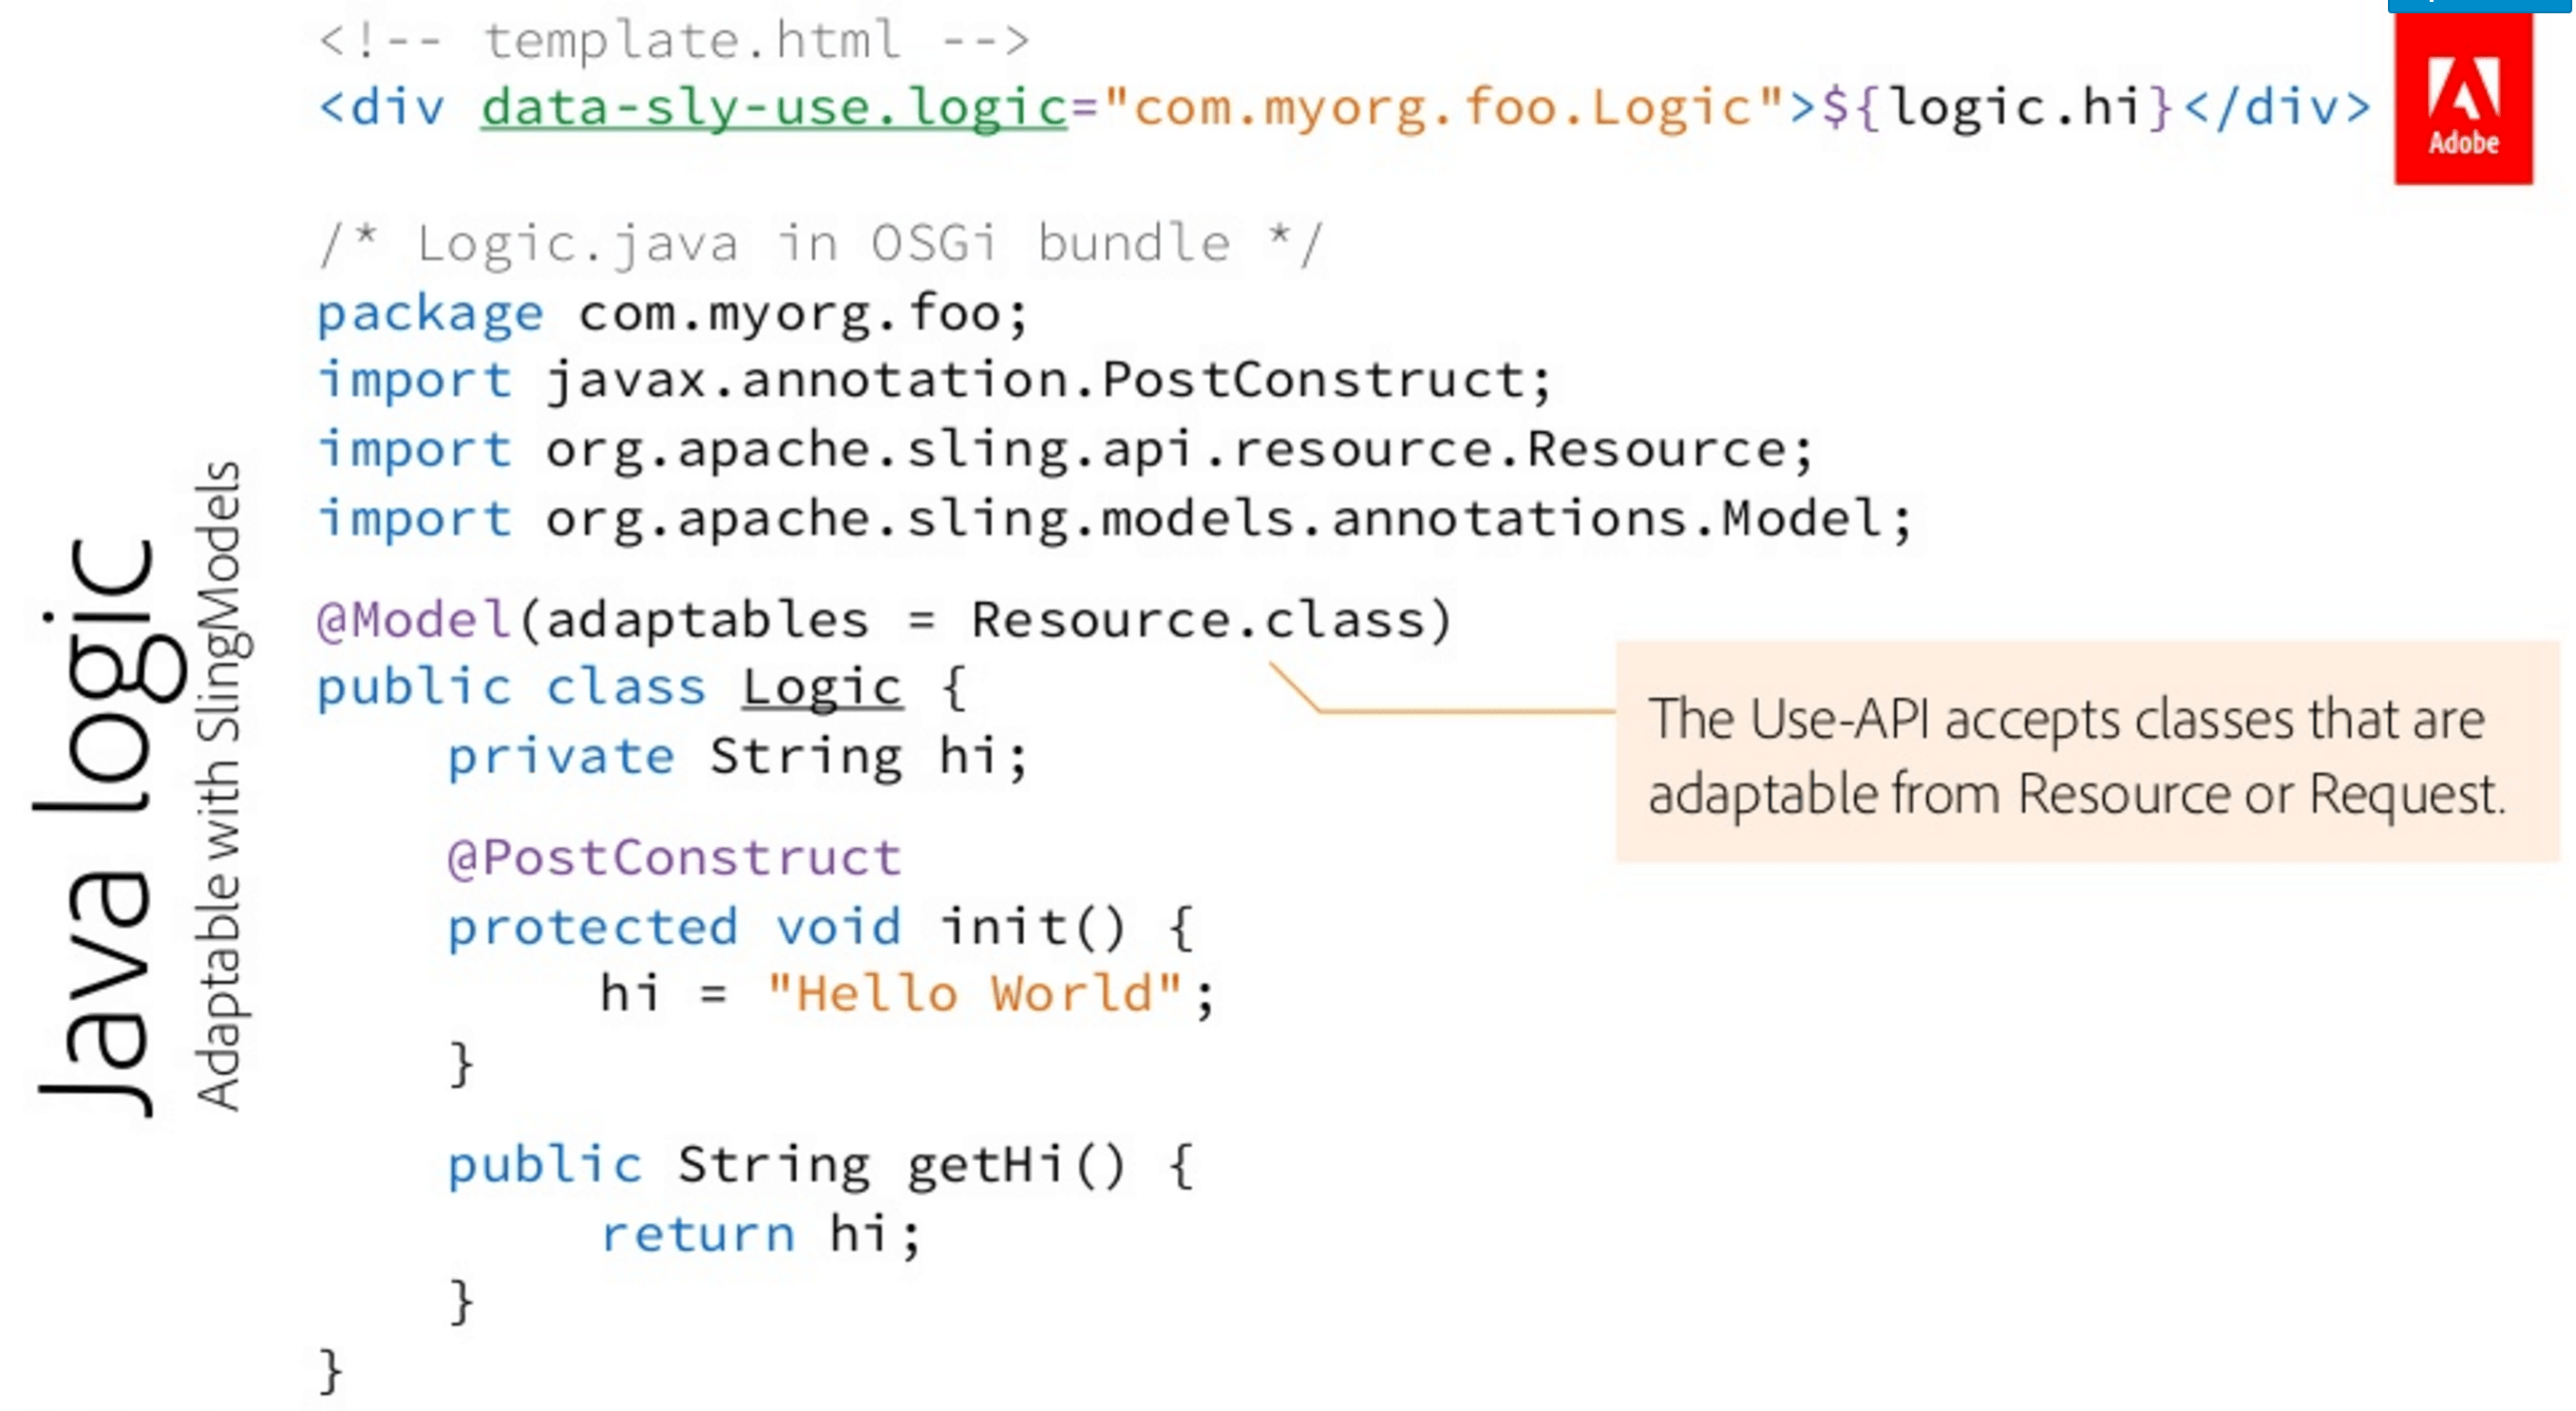 <!-- template.html -->
<div data-sly-use.logic="com.myorg.foo.Logic">${logic.hi}</div>
Adobe
/* Logic.java in OSGi bundle */
package com.myorg.foo;
import javax.annotation.PostConstruct;
import org.apache.sling.api.resource.Resource;
import org.apache.sling.models.annotations.Model;
@Model(adaptables = Resource.class)
public class Logic {
private String hi;
@PostConstruct
protected void init() {
hi = "Hello World";
}
public String getHi() {
return hi;
}
}
The Use-API accepts classes that are
adaptable from Resource or Request.
Java logic
Adaptable with SlingModels